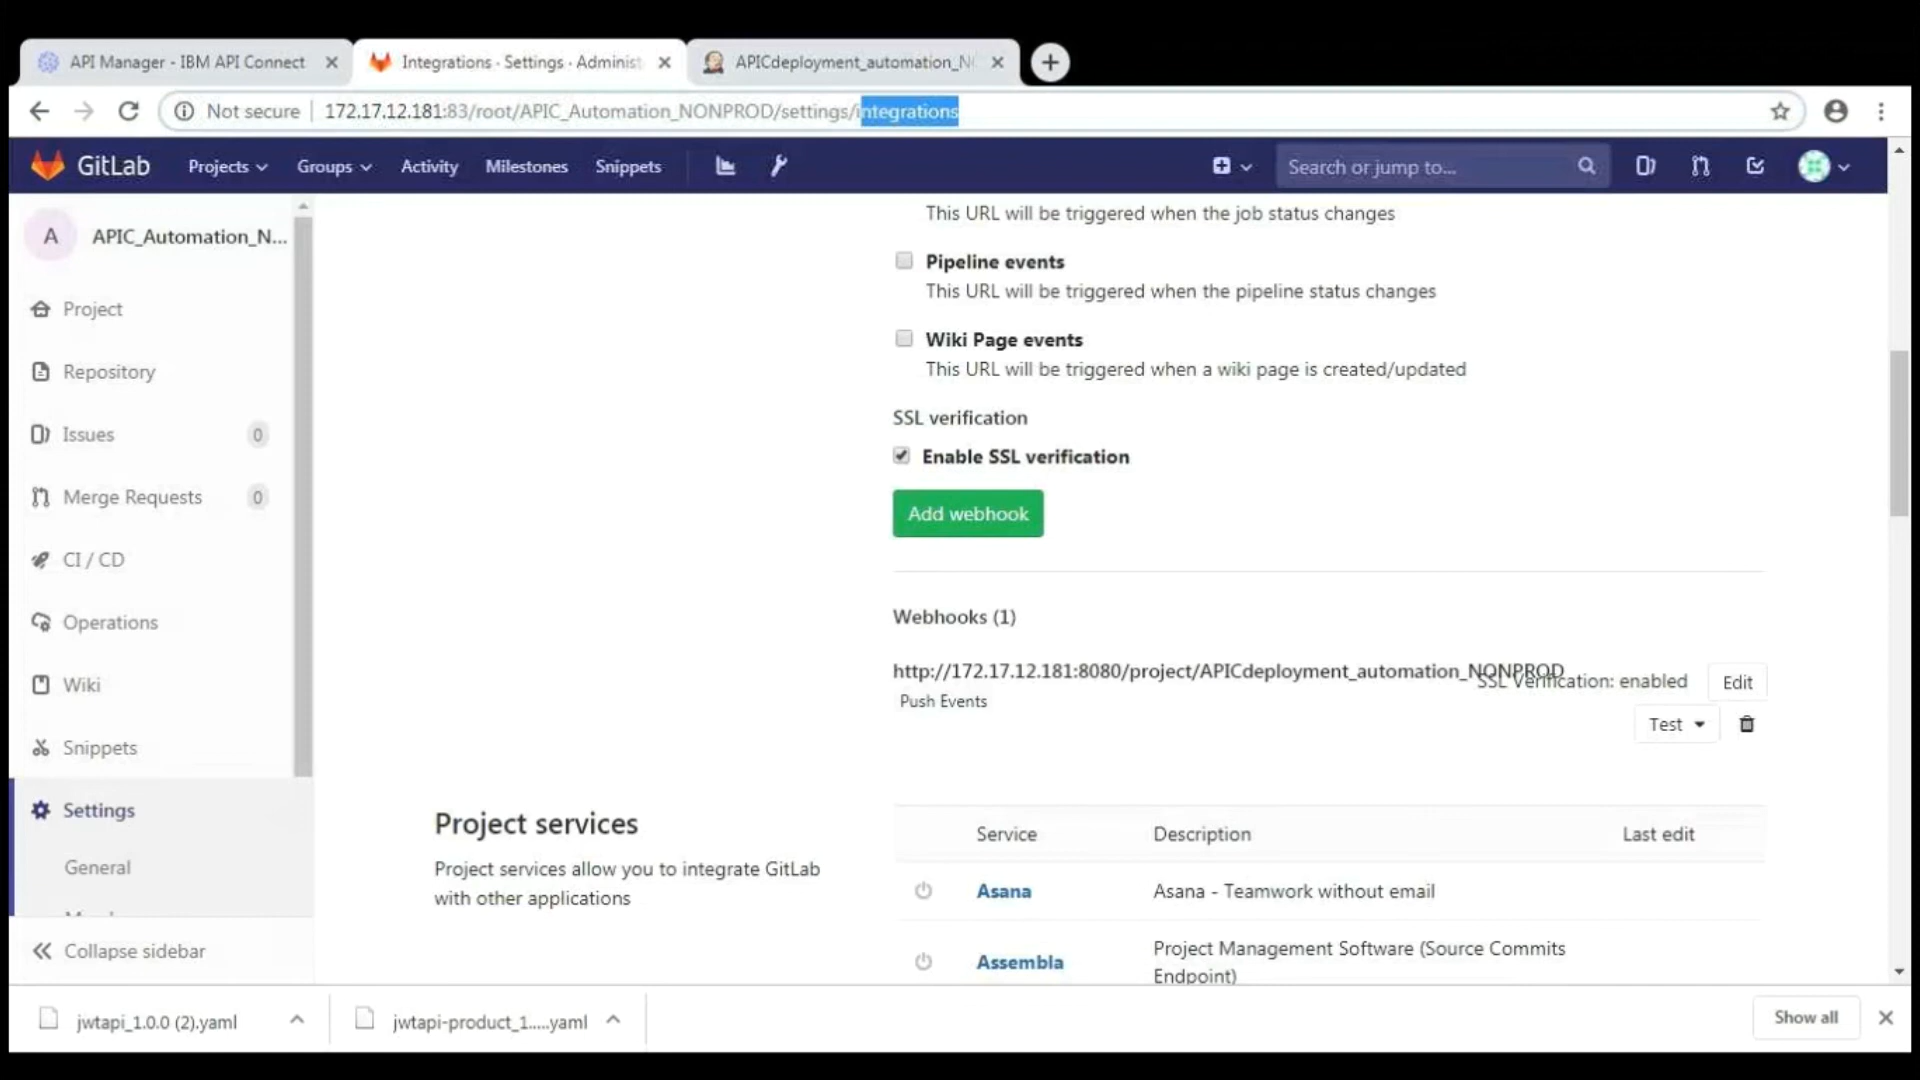 API Manager - IBM API Connect
Integrations · Settings · Administ
APICdeployment_automation_N
Not secure
172.17.12.181:83/root/APIC_Automation_NONPROD/settings/integrations
GitLab
Projects
Groups
Activity
Milestones
Snippets
Search or jump to...
A
APIC_Automation_N...
Project
Repository
Issues
0
Merge Requests
0
CI / CD
Operations
Wiki
Snippets
Settings
General
Collapse sidebar
This URL will be triggered when the job status changes
Pipeline events
This URL will be triggered when the pipeline status changes
Wiki Page events
This URL will be triggered when a wiki page is created/updated
SSL verification
Enable SSL verification
Add webhook
Webhooks (1)
http://172.17.12.181:8080/project/APICdeployment_automation_NONPROD
SSL Verification: enabled
Edit
Push Events
Test
Project services
Project services allow you to integrate GitLab
with other applications
Service
Description
Last edit
Asana
Asana - Teamwork without email
Assembla
Project Management Software (Source Commits
Endpoint)
jwtapi_1.0.0 (2).yaml
jwtapi-product_1.....yaml
Show all